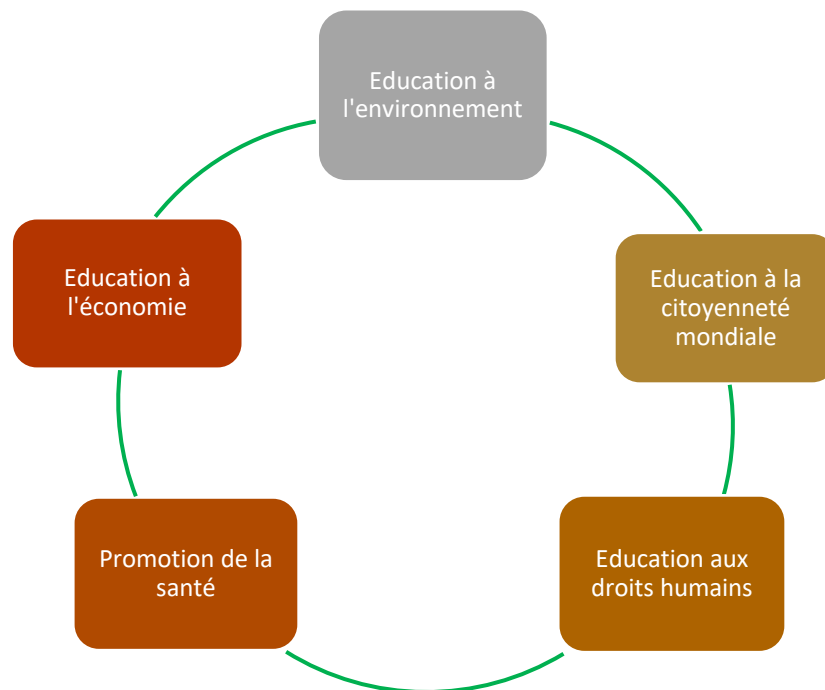 Education à
l'environnement
Education à la
citoyenneté
mondiale
Education aux
droits humains
Promotion de la
santé
Education à
l'économie